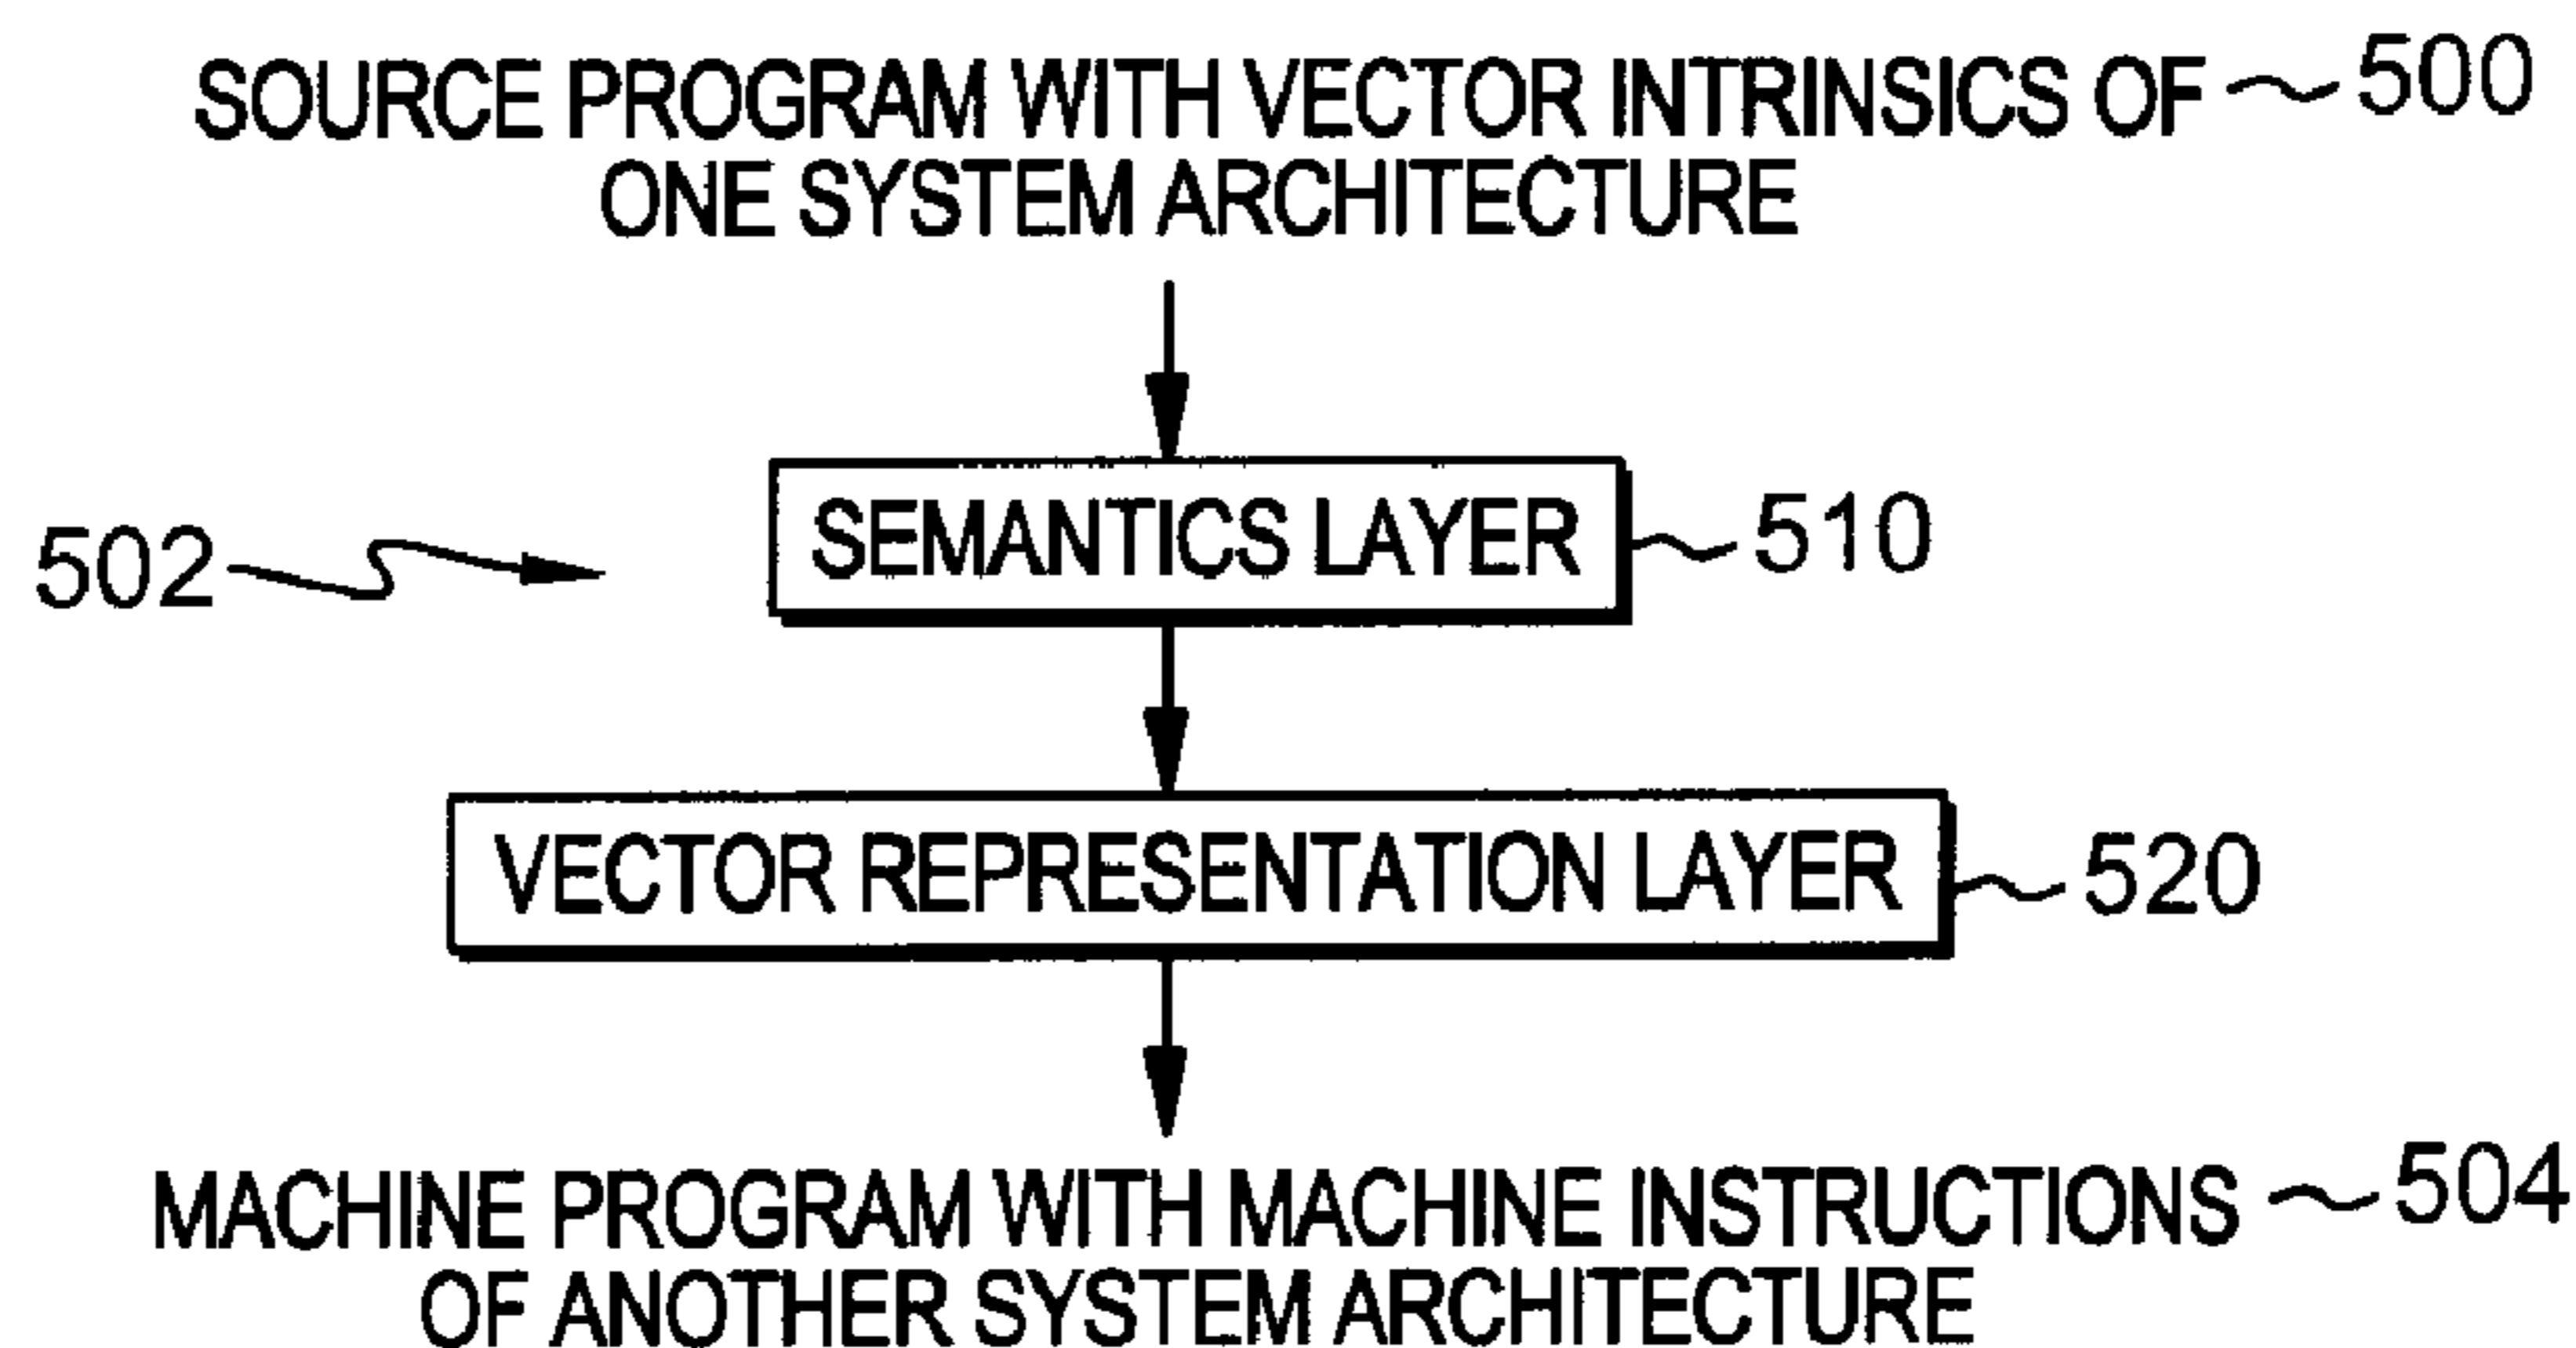 SOURCE PROGRAM WITH VECTOR INTRINSICS OF 500
ONE SYSTEM ARCHITECTURE
502
SEMANTICS LAYER 510
VECTOR REPRESENTATION LAYER 520
MACHINE PROGRAM WITH MACHINE INSTRUCTIONS 504
OF ANOTHER SYSTEM ARCHITECTURE